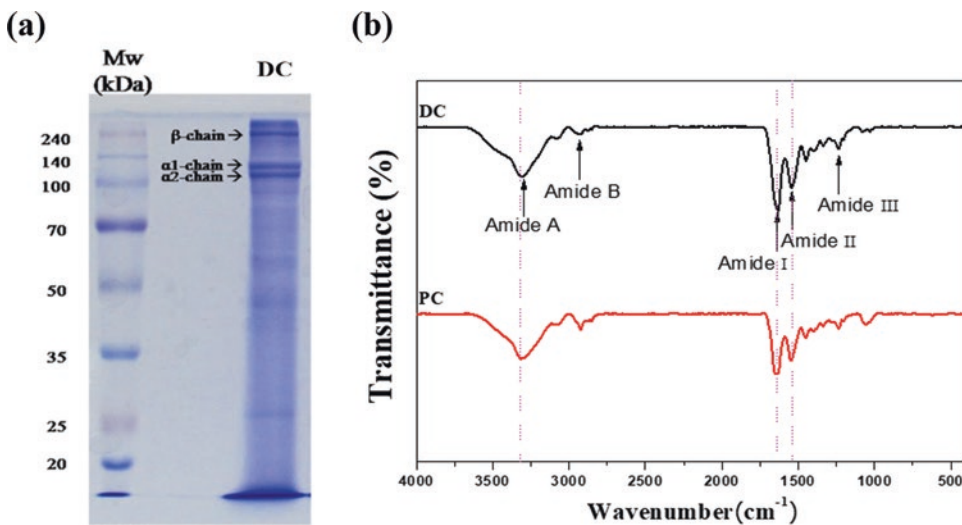 (a)
Mw
(kDa)
DC
240
140
100
70
50
35
25
20
β-chain→
α1-chain→
α2-chain→
(b)
Transmittance (%)
DC
Amide A
Amide B
Amide I
Amide II
Amide III
PC
4000 3500 3000 2500 2000 1500 1000 500
Wavenumber(cm⁻¹)